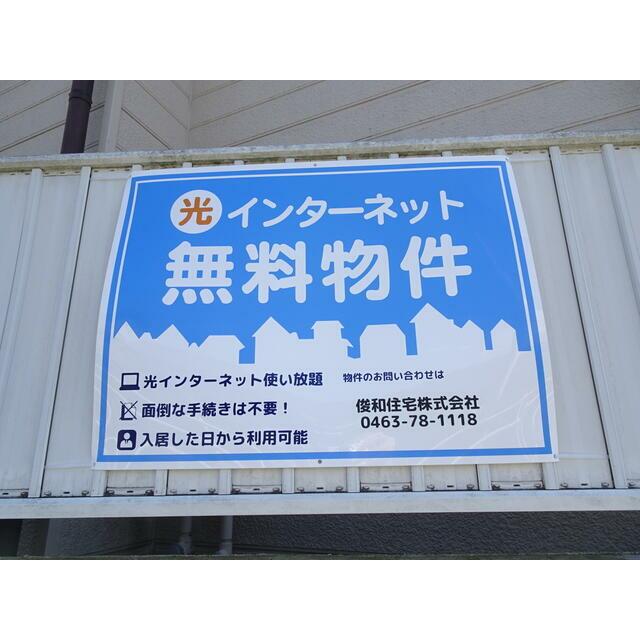 光 インターネット
無料物件
光インターネット使い放題
面倒な手続きは不要！
入居した日から利用可能
物件のお問い合わせは
俊和住宅株式会社
0463-78-1118